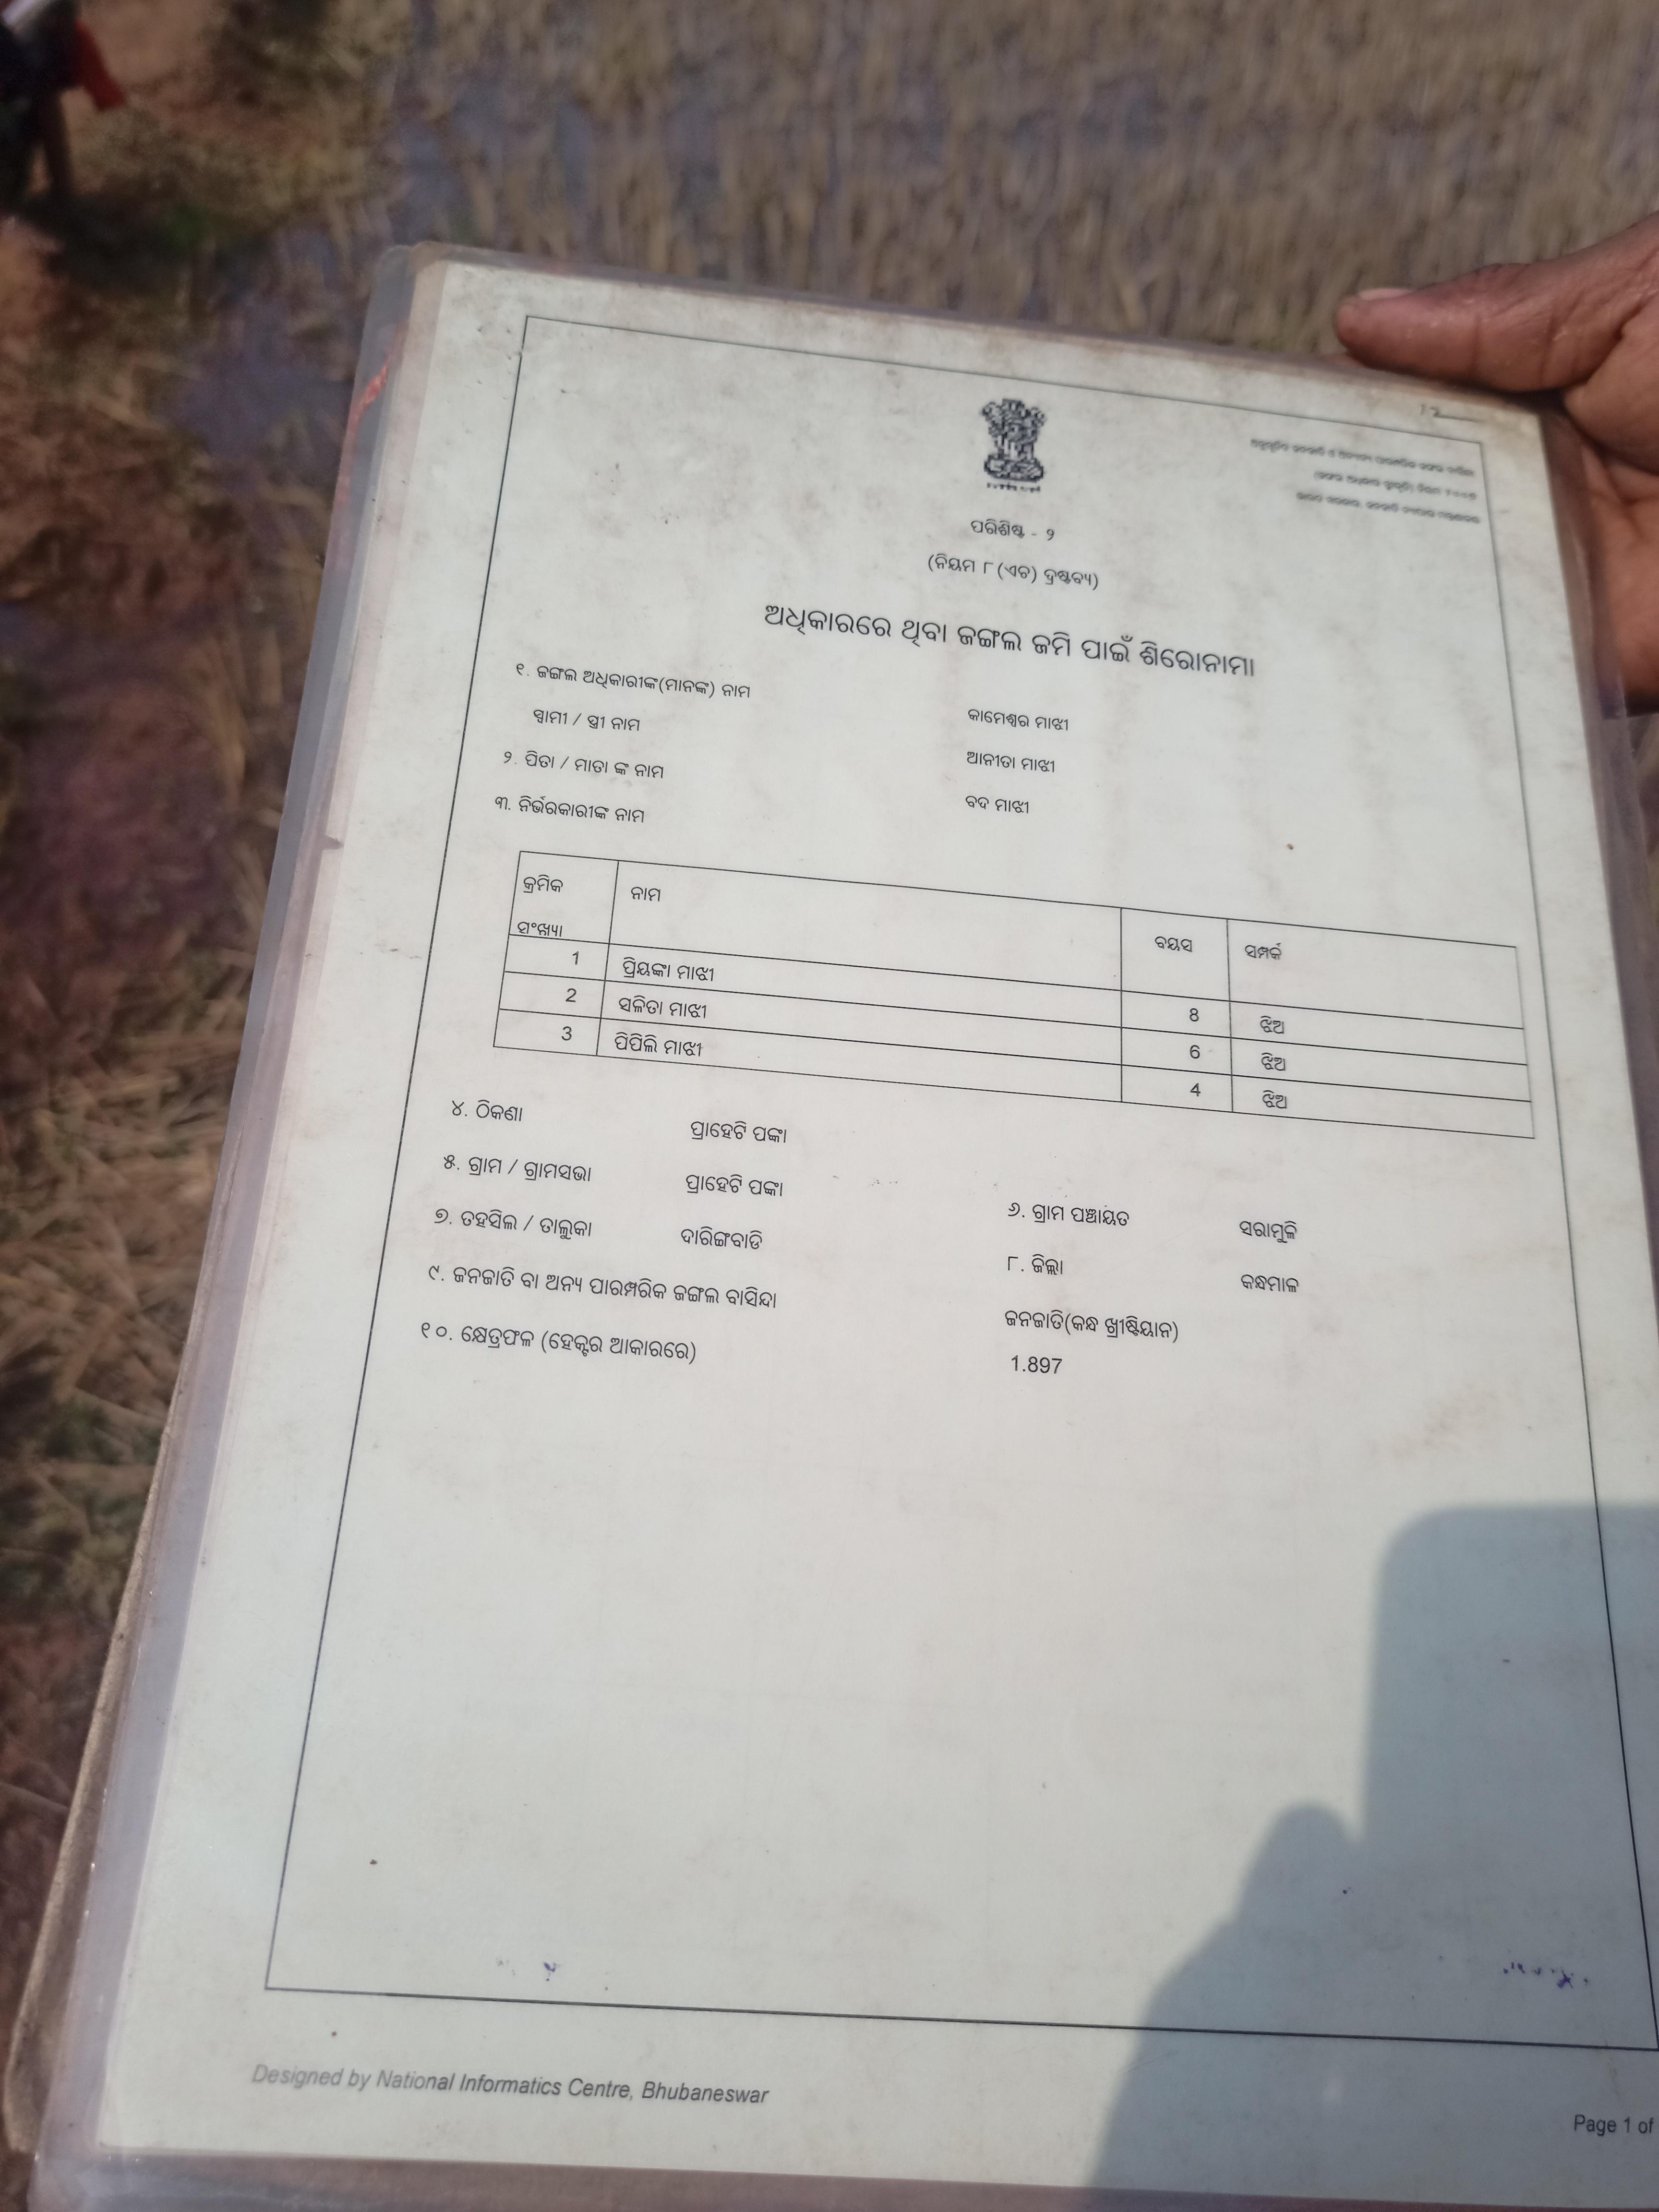 ପରିଶିଷ୍ଟ - ୨
(ନିୟମ ୮(ଏଚ) ଦ୍ରଷ୍ଟବ୍ୟ)
ଅଧିକାରରେ ଥିବା ଜଙ୍ଗଲ ଜମି ପାଇଁ ଶିରୋନାମା
୧. ଜଙ୍ଗଲ ଅଧିକାରୀଙ୍କ(ମାନଙ୍କ) ନାମ କାମେଶ୍ୱର ମାଝୀ
ସ୍ୱାମୀ / ସ୍ତ୍ରୀ ନାମ ଆନୀତା ମାଝୀ
୨. ପିତା / ମାତା ଙ୍କ ନାମ ବଦ ମାଝୀ
୩. ନିର୍ଭରକାରୀଙ୍କ ନାମ
କ୍ରମିକ ସଂଖ୍ୟା ନାମ ବୟସ ସମ୍ପର୍କ
1 ପ୍ରିୟଙ୍କା ମାଝୀ 8 ଝିଅ
2 ସଳିତା ମାଝୀ 6 ଝିଅ
3 ପିପିଲି ମାଝୀ 4 ଝିଅ
୪. ଠିକଣା ପ୍ରାହେଟି ପଙ୍କା
୫. ଗ୍ରାମ / ଗ୍ରାମସଭା ପ୍ରାହେଟି ପଙ୍କା ୬. ଗ୍ରାମ ପଞ୍ଚାୟତ ସରାମୁଳି
୭. ତହସିଲ / ତାଲୁକା ଦାରିଙ୍ଗବାଡି ୮. ଜିଲ୍ଲା କନ୍ଧମାଳ
୯. ଜନଜାତି ବା ଅନ୍ୟ ପାରମ୍ପରିକ ଜଙ୍ଗଲ ବାସିନ୍ଦା ଜନଜାତି(କନ୍ଧ ଖ୍ରୀଷ୍ଟିୟାନ)
୧୦. କ୍ଷେତ୍ରଫଳ (ହେକ୍ଟର ଆକାରରେ) 1.897
Designed by National Informatics Centre, Bhubaneswar
Page 1 of